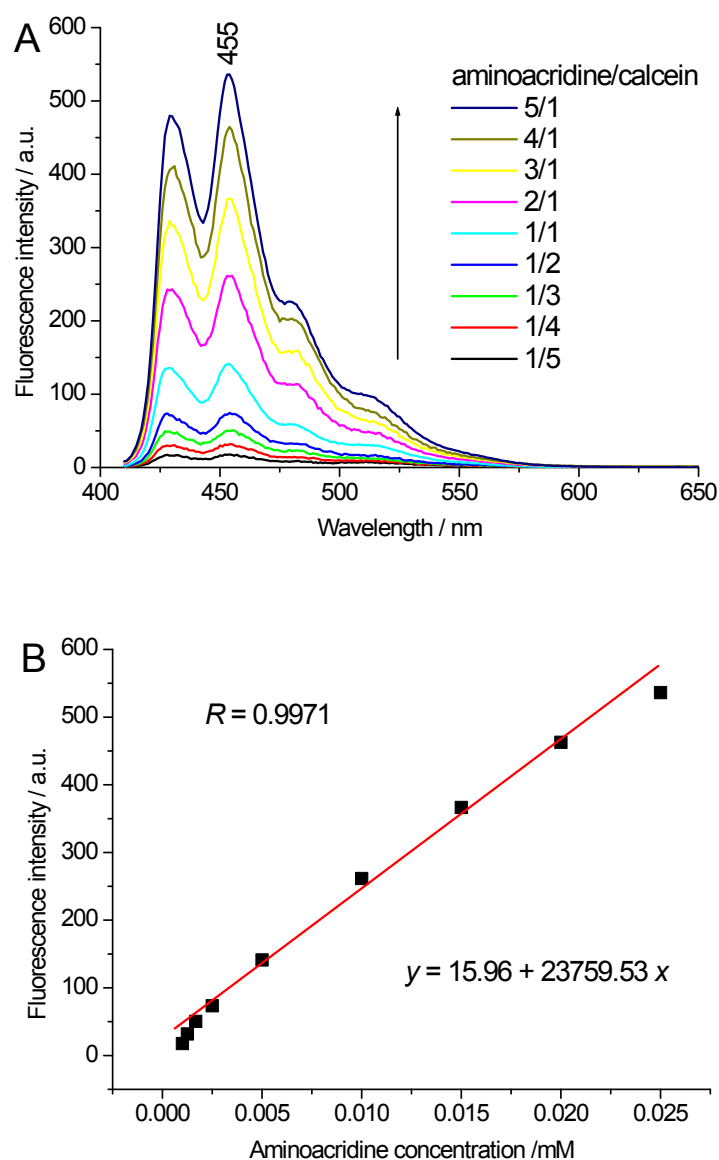 A
455
aminoacridine/calcein
5/1
4/1
3/1
2/1
1/1
1/2
1/3
1/4
1/5
600
500
400
300
200
100
0
Fluorescence intensity / a.u.
400 450 500 550 600 650
Wavelength / nm
B
R = 0.9971
y = 15.96 + 23759.53 x
600
500
400
300
200
100
0
Fluorescence intensity / a.u.
0.000 0.005 0.010 0.015 0.020 0.025
Aminoacridine concentration /mM